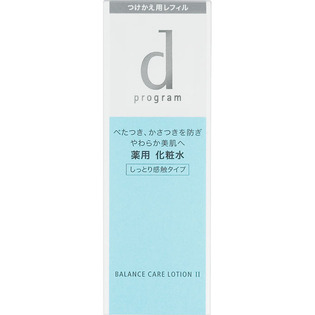 つけかえ用レフィル
d
program
べたつき、かさつきを防ぎ
やわらか美肌へ
薬用 化粧水
しっとり感触タイプ
BALANCE CARE LOTION II